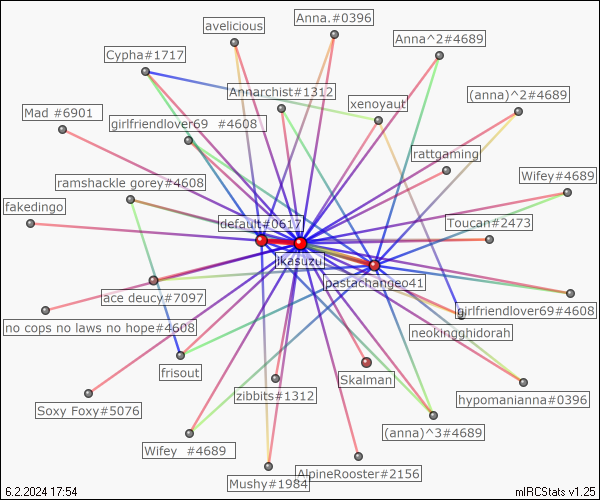 avelicious
Anna.#0396
Anna^2#4689
Cypha#1717
Annarchist#1312
xenoyaut
(anna)^2#4689
Mad #6901
girlfriendlover69 #4608
rattgaming
ramshackle gorey#4608
Wifey#4689
fakedingo
default#0617
Toucan#2473
ikasuzu
pastachangeo41
ace deucy#7097
girlfriendlover69#4608
no cops no laws no hope#4608
neokingghidorah
frisout
Skalman
zibbits#1312
hypomanianna#0396
Soxy Foxy#5076
(anna)^3#4689
Wifey #4689
Mushy#1984
AlpineRooster#2156
6.2.2024 17:54
mIRCStats v1.25